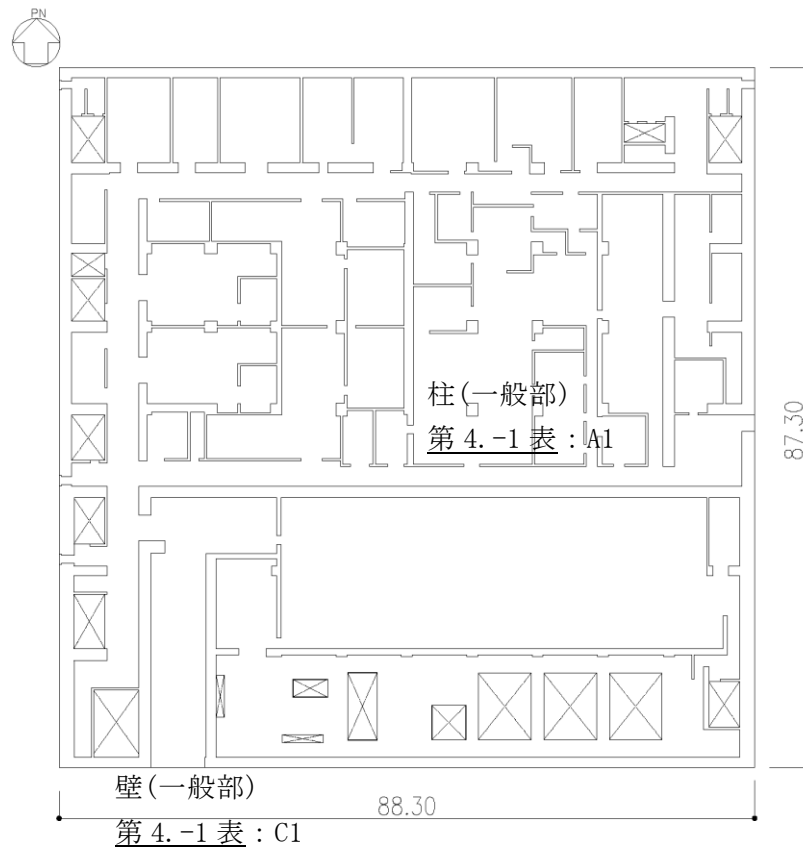 PN
柱(一般部)
第 4.-1 表 : A1
87.30
88.30
壁(一般部)
第 4.-1 表 : C1